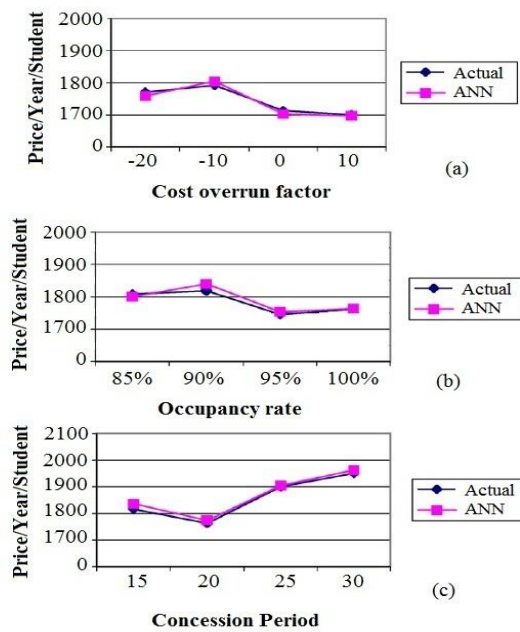 2000
1900
1800
1700
0
Price/Year/Student
-20 -10 0 10
Cost overrun factor
Actual
ANN
(a)
2000
1900
1800
1700
0
Price/Year/Student
85% 90% 95% 100%
Occupancy rate
Actual
ANN
(b)
2100
2000
1900
1800
1700
0
Price/Year/Student
15 20 25 30
Concession Period
Actual
ANN
(c)